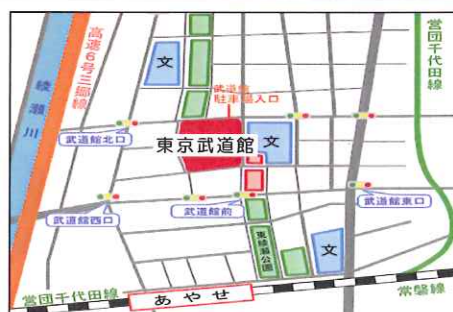 営団千代田線
文
高速6号三郷線
綾瀬川
武道館
駐車場入口
武道館北口
東京武道館
文
武道館西口
武道館前
武道館東口
東綾瀬公園
文
営団千代田線
あやせ
常磐線